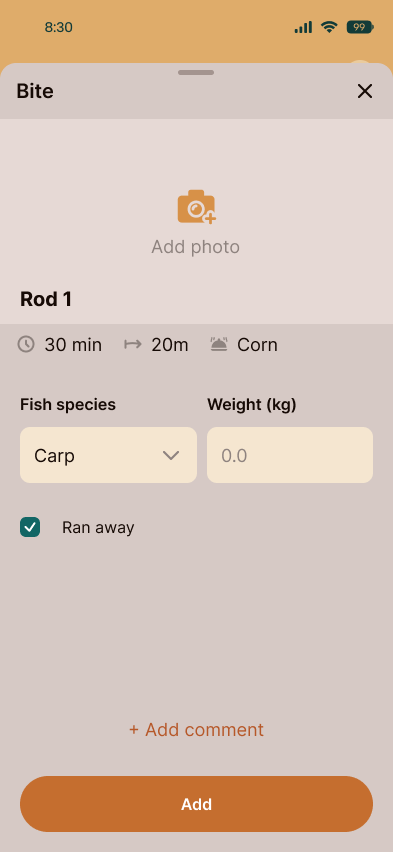 8:30
99
Bite
Add photo
Rod 1
30 min 20m Corn
Fish species Weight (kg)
Carp 0.0
Ran away
+ Add comment
Add